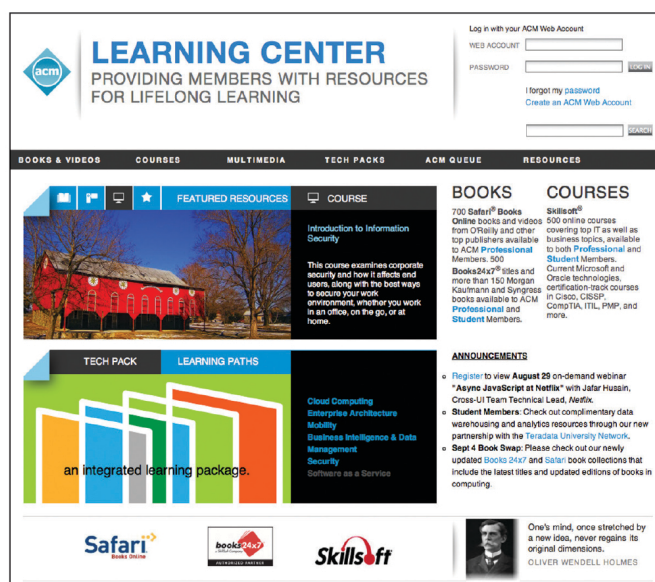 Log in with your ACM Web Account
WEB ACCOUNT
PASSWORD
LOG IN
I forgot my password
Create an ACM Web Account
SEARCH
acm
LEARNING CENTER
PROVIDING MEMBERS WITH RESOURCES
FOR LIFELONG LEARNING
BOOKS & VIDEOS COURSES MULTIMEDIA TECH PACKS ACM QUEUE RESOURCES
FEATURED RESOURCES
COURSE
Introduction to Information
Security
This course examines corporate
security and how it affects end
users, along with the best ways
to secure your work
environment, whether you work
in an office, on the go, or at
home.
BOOKS
700 Safari® Books
Online books and videos
from O'Reilly and other
top publishers available
to ACM Professional
Members. 500
Books24x7® titles and
more than 150 Morgan
Kaufmann and Syngress
books available to ACM
Professional and
Student Members.
COURSES
Skillsoft®
500 online courses
covering top IT as well as
business topics, available
to both Professional and
Student Members.
Current Microsoft and
Oracle technologies,
certification-track courses
in Cisco, CISSP,
CompTIA, ITIL, PMP, and
more.
TECH PACK
LEARNING PATHS
an integrated learning package.
Cloud Computing
Enterprise Architecture
Mobility
Business Intelligence & Data
Management
Security
Software as a Service
ANNOUNCEMENTS
Register to view August 29 on-demand webinar
"Async JavaScript at Netflix" with Jafar Husain,
Cross-UI Team Technical Lead, Netflix.
Student Members: Check out complimentary data
warehousing and analytics resources through our new
partnership with the Teradata University Network.
Sept 4 Book Swap: Please check out our newly
updated Books 24x7 and Safari book collections that
include the latest titles and updated editions of books in
computing.
Safari
Books Online
books24x7
AUTHORIZED PARTNER
Skillsoft
One's mind, once stretched by
a new idea, never regains its
original dimensions.
OLIVER WENDELL HOLMES